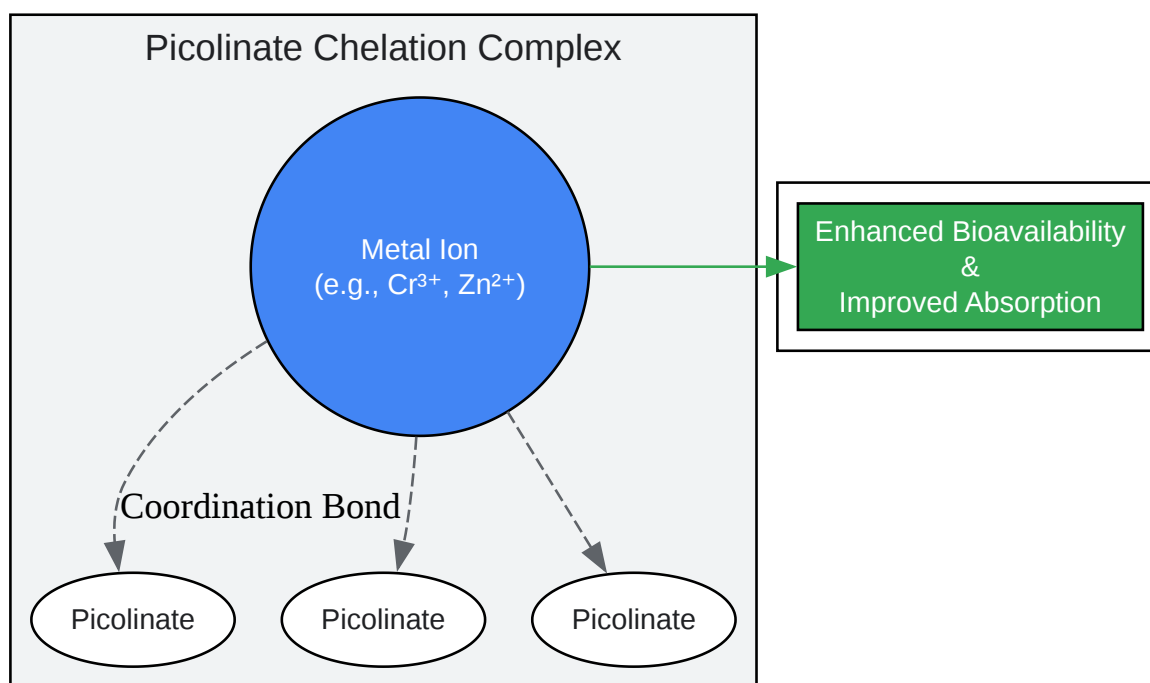 Picolinate Chelation Complex
Metal Ion
(e.g., Cr³⁺, Zn²⁺)
Enhanced Bioavailability
&
Improved Absorption
Coordination Bond
Picolinate
Picolinate
Picolinate